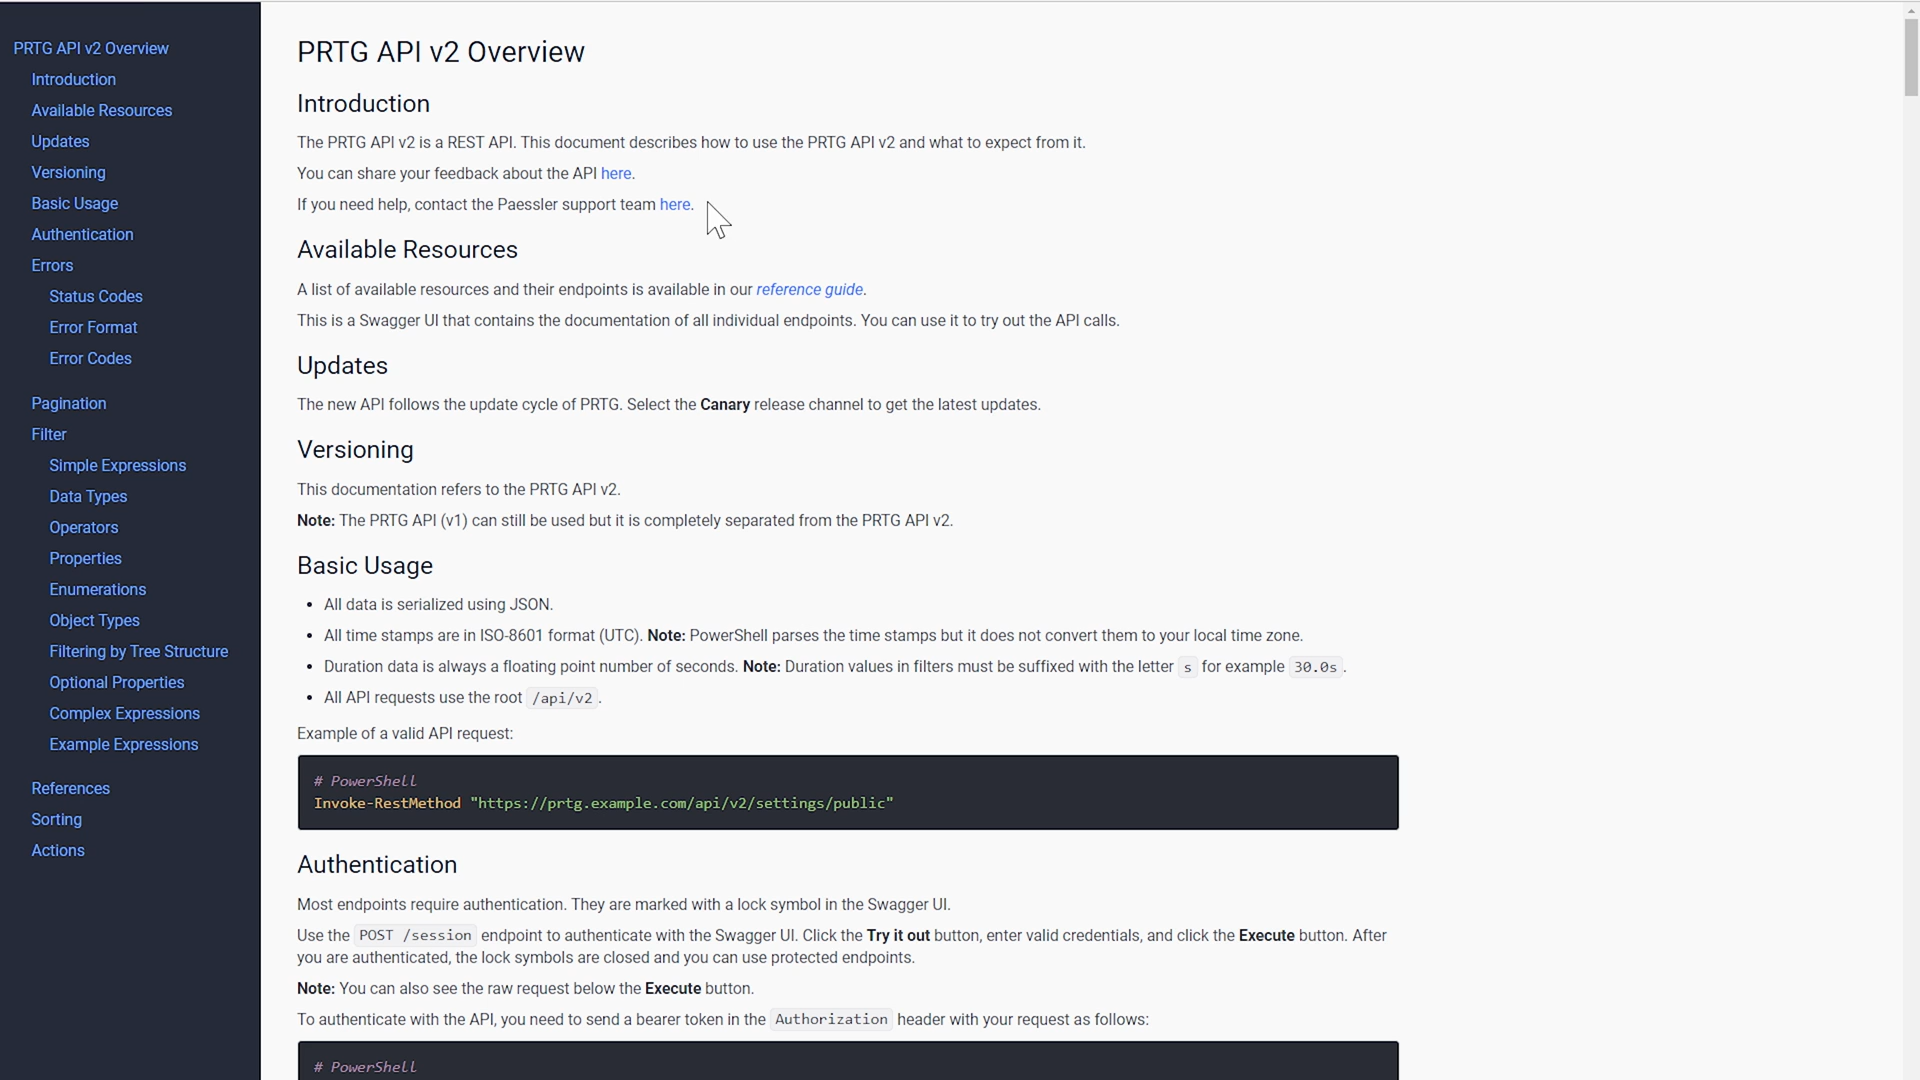 PRTG API v2 Overview
Introduction
Available Resources
Updates
Versioning
Basic Usage
Authentication
Errors
Status Codes
Error Format
Error Codes
Pagination
Filter
Simple Expressions
Data Types
Operators
Properties
Enumerations
Object Types
Filtering by Tree Structure
Optional Properties
Complex Expressions
Example Expressions
References
Sorting
Actions
PRTG API v2 Overview
Introduction
The PRTG API v2 is a REST API. This document describes how to use the PRTG API v2 and what to expect from it.
You can share your feedback about the API here.
If you need help, contact the Paessler support team here.
Available Resources
A list of available resources and their endpoints is available in our reference guide.
This is a Swagger UI that contains the documentation of all individual endpoints. You can use it to try out the API calls.
Updates
The new API follows the update cycle of PRTG. Select the Canary release channel to get the latest updates.
Versioning
This documentation refers to the PRTG API v2.
Note: The PRTG API (v1) can still be used but it is completely separated from the PRTG API v2.
Basic Usage
• All data is serialized using JSON.
• All time stamps are in ISO-8601 format (UTC). Note: PowerShell parses the time stamps but it does not convert them to your local time zone.
• Duration data is always a floating point number of seconds. Note: Duration values in filters must be suffixed with the letter s for example 30.0s.
• All API requests use the root /api/v2.
Example of a valid API request:
# PowerShell
Invoke-RestMethod "https://prtg.example.com/api/v2/settings/public"
Authentication
Most endpoints require authentication. They are marked with a lock symbol in the Swagger UI.
Use the POST /session endpoint to authenticate with the Swagger UI. Click the Try it out button, enter valid credentials, and click the Execute button. After
you are authenticated, the lock symbols are closed and you can use protected endpoints.
Note: You can also see the raw request below the Execute button.
To authenticate with the API, you need to send a bearer token in the Authorization header with your request as follows:
# PowerShell